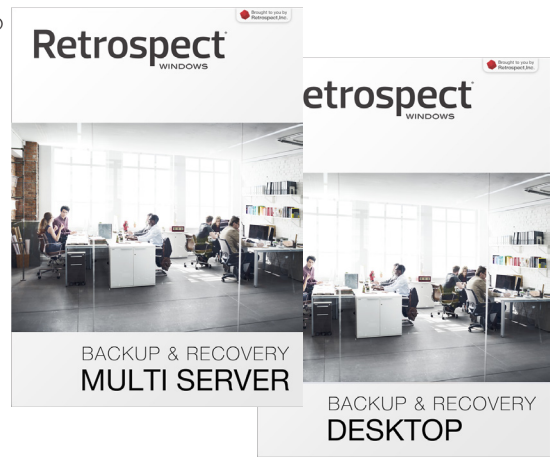 Brought to you by
Retrospect, Inc.
Retrospect
WINDOWS
BACKUP & RECOVERY
MULTI SERVER
Brought to you by
Retrospect, Inc.
etrospect
WINDOWS
BACKUP & RECOVERY
DESKTOP